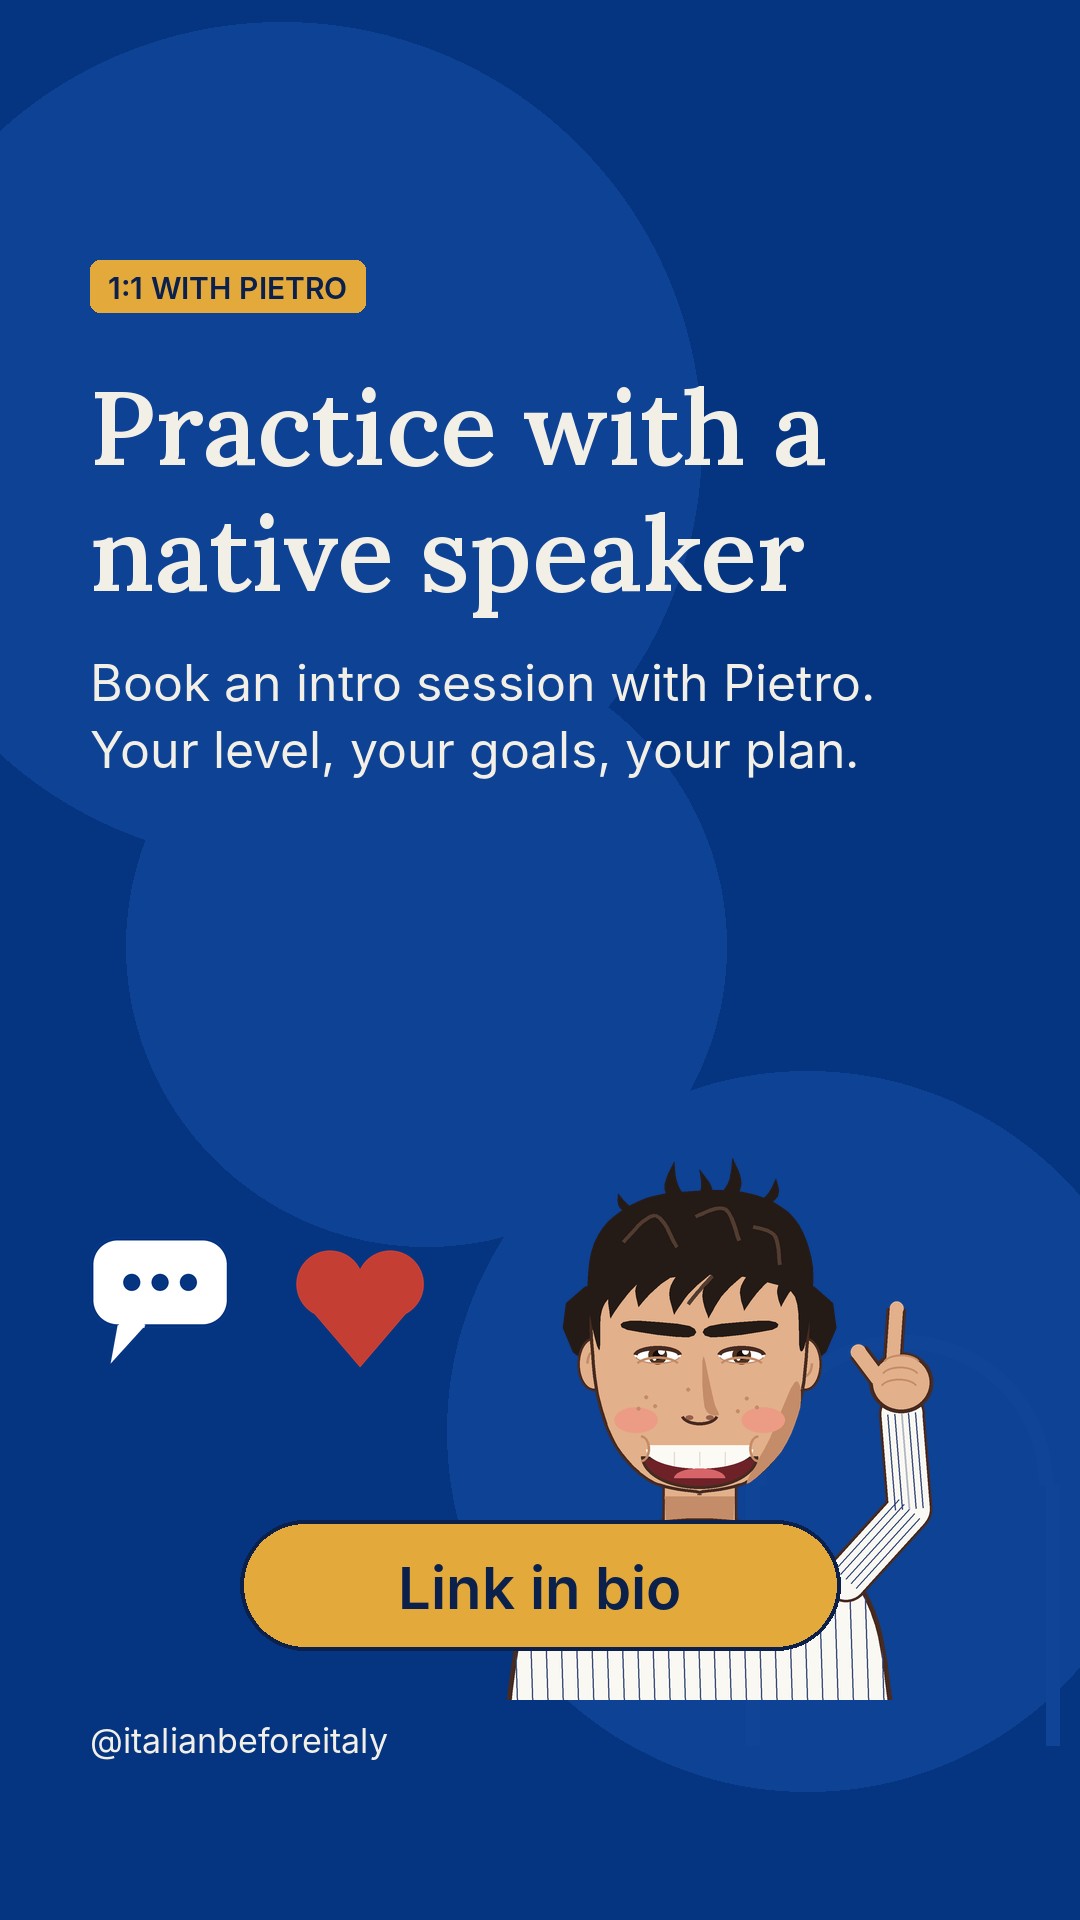 1:1 WITH PIETRO
Practice with a
native speaker
Book an intro session with Pietro.
Your level, your goals, your plan.
Link in bio
@italianbeforeitaly